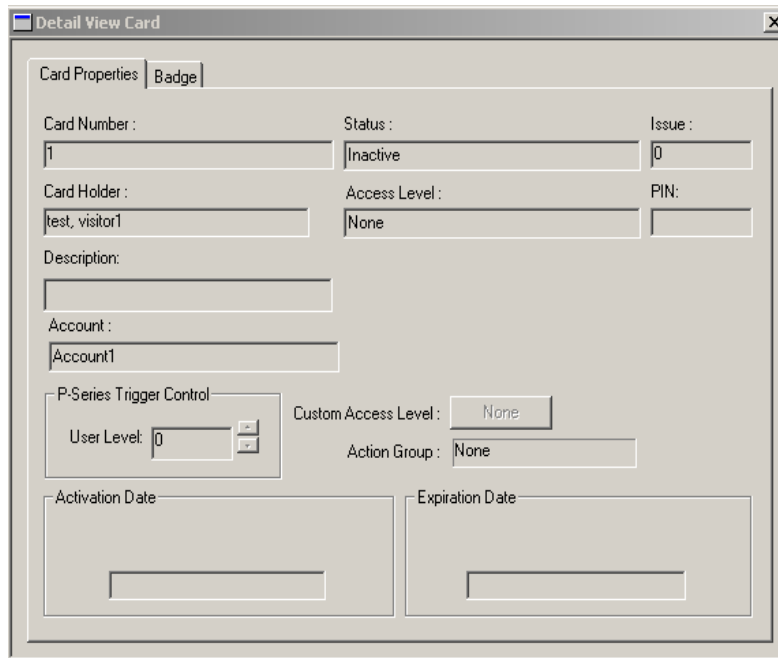 Detail View Card
Card Properties Badge
Card Number : Status : Issue :
1 Inactive 0
Card Holder : Access Level : PIN:
test, visitor1 None
Description:
Account :
Account1
P-Series Trigger Control
Custom Access Level : None
User Level: 0
Action Group : None
Activation Date Expiration Date